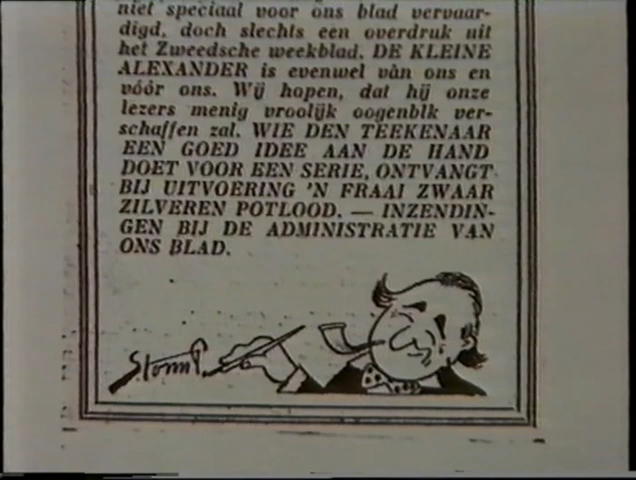 niet speciaal voor ons blad vervaar-
digd, doch slechts een overdruk uit
het Zweedsche weekblad. DE KLEINE
ALEXANDER is evenwel vàn ons en
vóór ons. Wij hopen, dat hij onze
lezers menig vroolijk oogenblk ver-
schaffen zal. WIE DEN TEEKENAAR
EEN GOED IDEE AAN DE HAND
DOET VOOR EEN SERIE, ONTVANGT
BIJ UITVOERING 'N FRAAI ZWAAR
ZILVEREN POTLOOD. — INZENDIN-
GEN BIJ DE ADMINISTRATIE VAN
ONS BLAD.
Storm P.